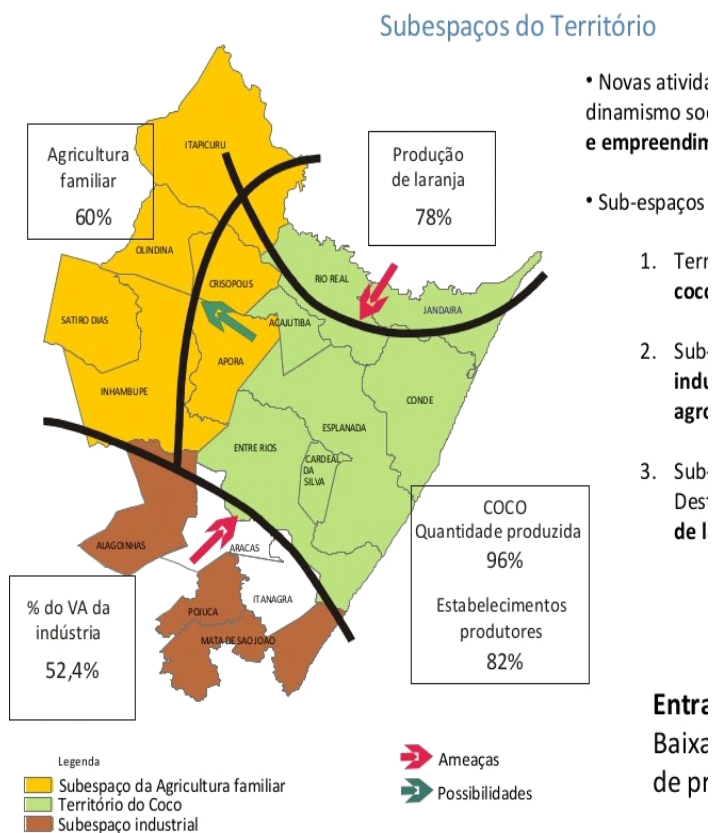 Subespaços do Território
Agricultura
familiar
60%
Produção
de laranja
78%
ITAPICURU
OLINDINA
CRISOPOLIS
RIO REAL
JANDAIRA
SATIRO DIAS
ACAJUTIBA
APORA
INHAMBUPE
CONDE
ESPLANADA
ENTRE RIOS
CARDEAL
DA
SILVA
ALAGOINHAS
ARACAS
ITANAGRA
POJUCA
MATA DE SAO JOAO
% do VA da
indústria
52,4%
COCO
Quantidade produzida
96%
Estabelecimentos
produtores
82%
Legenda
Subespaço da Agricultura familiar
Território do Coco
Subespaço industrial
Ameaças
Possibilidades
• Novas ativida
dinamismo so
e empreendim
• Sub-espaços
1. Terr
coco
2. Sub-
indu
agro
3. Sub-
Dest
de la
Entra
Baixa
de pr